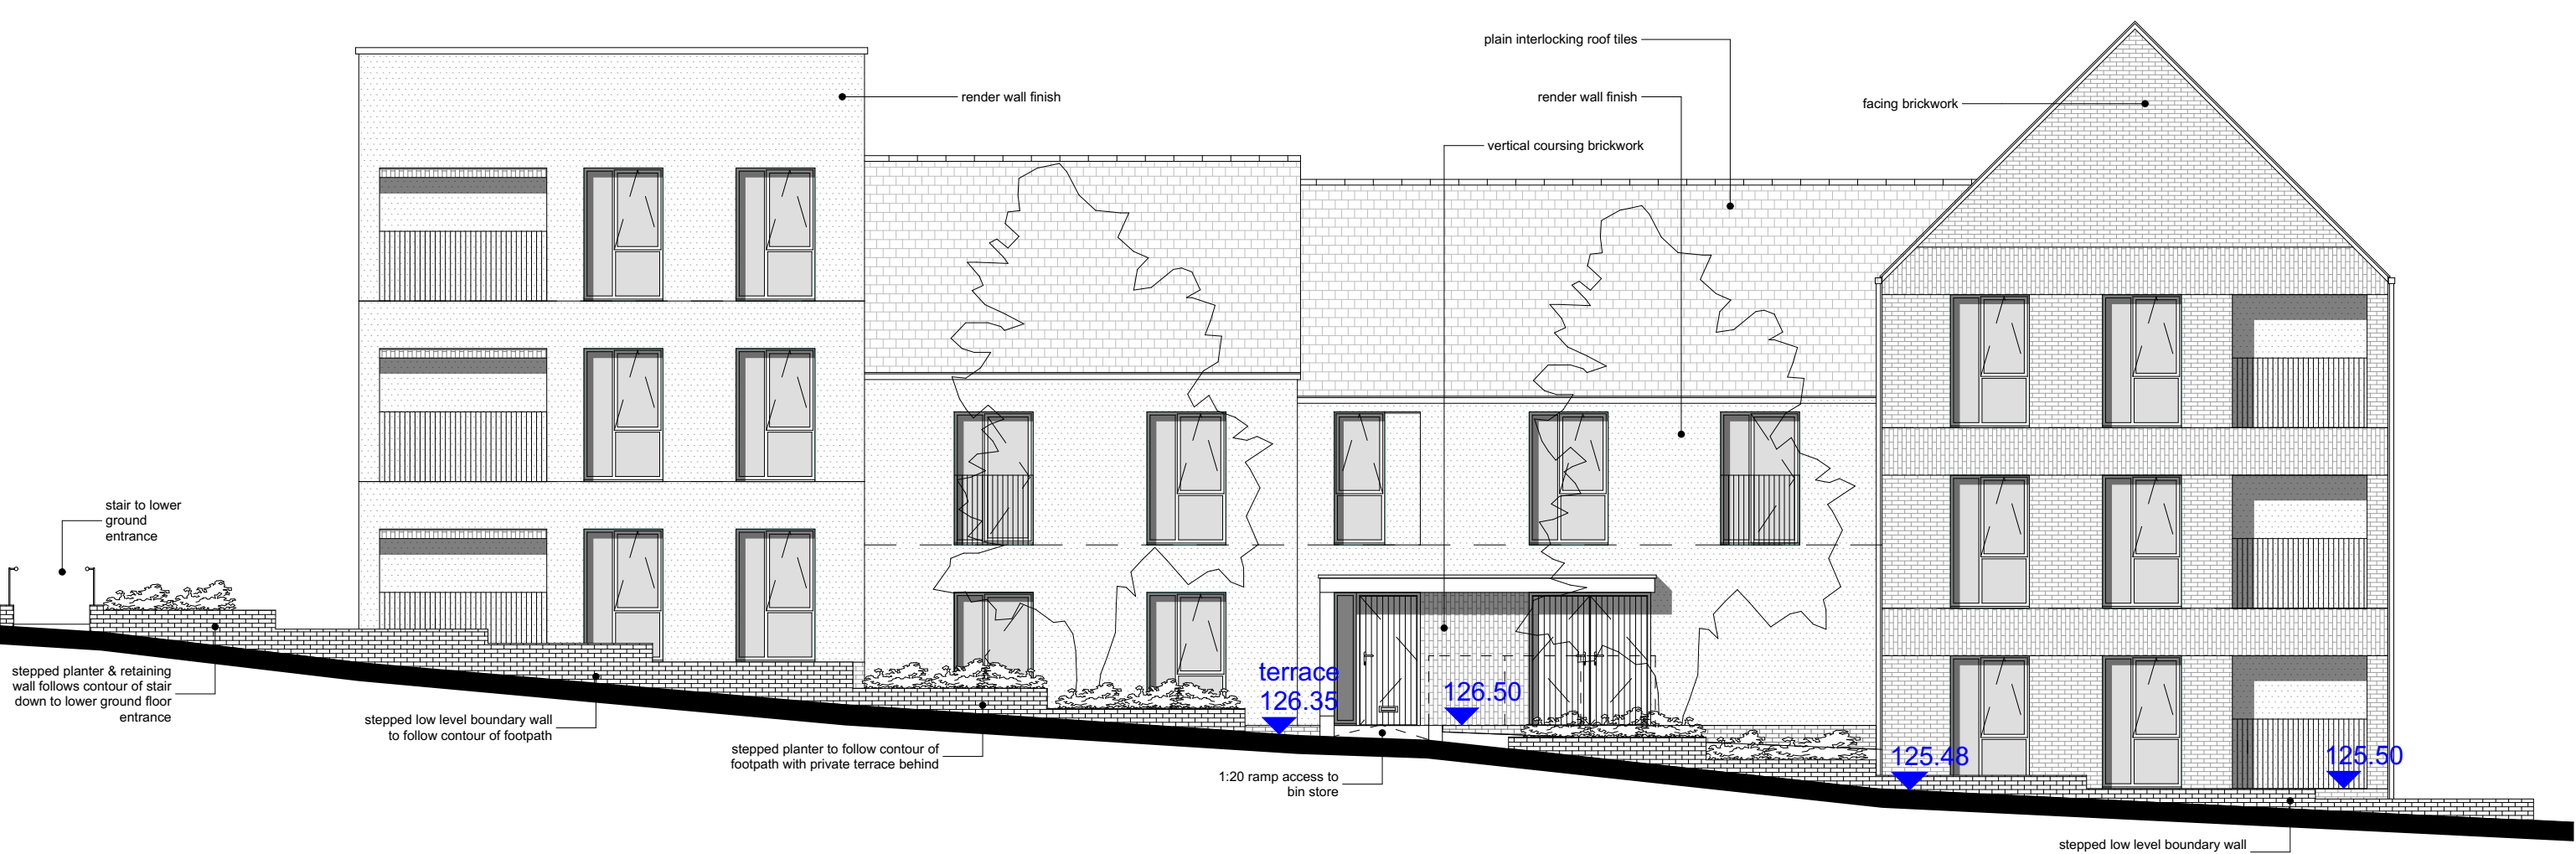 plain interlocking roof tiles
render wall finish
render wall finish
facing brickwork
vertical coursing brickwork
stair to lower
ground
entrance
stepped planter & retaining
wall follows contour of stair
down to lower ground floor
entrance
stepped low level boundary wall
to follow contour of footpath
stepped planter to follow contour of
footpath with private terrace behind
terrace
126.35
126.50
1:20 ramp access to
bin store
125.48
125.50
stepped low level boundary wall